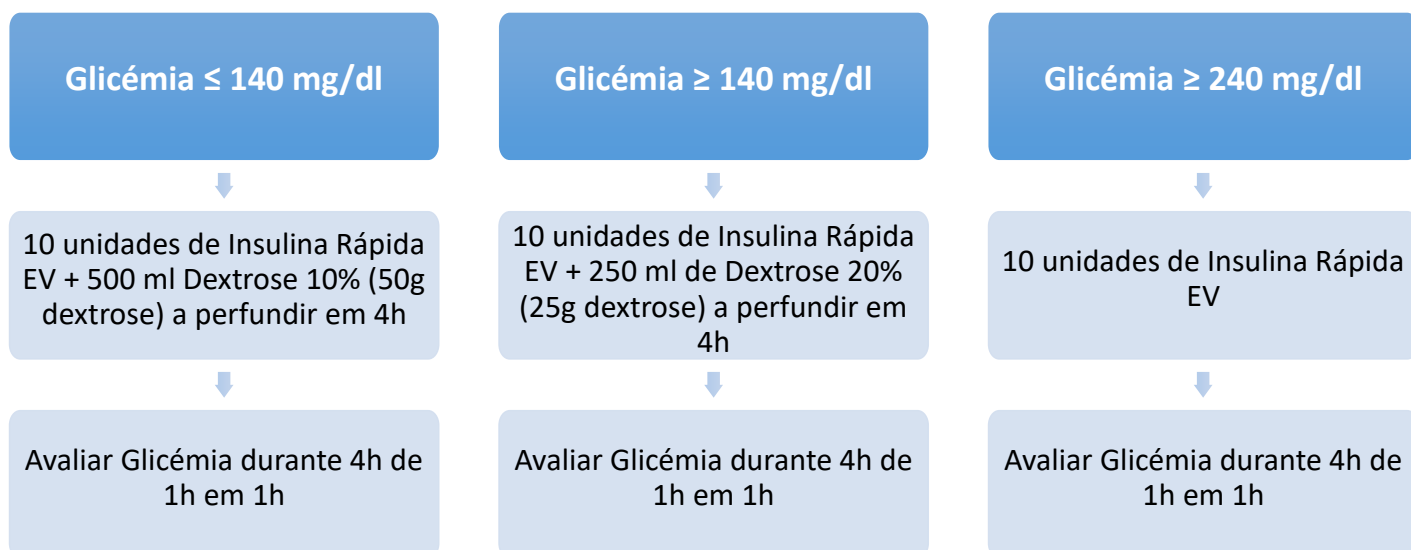 Glicémia ≤ 140 mg/dl
10 unidades de Insulina Rápida
EV + 500 ml Dextrose 10% (50g
dextrose) a perfundir em 4h
Avaliar Glicémia durante 4h de
1h em 1h
Glicémia ≥ 140 mg/dl
10 unidades de Insulina Rápida
EV + 250 ml de Dextrose 20%
(25g dextrose) a perfundir em
4h
Avaliar Glicémia durante 4h de
1h em 1h
Glicémia ≥ 240 mg/dl
10 unidades de Insulina Rápida
EV
Avaliar Glicémia durante 4h de
1h em 1h